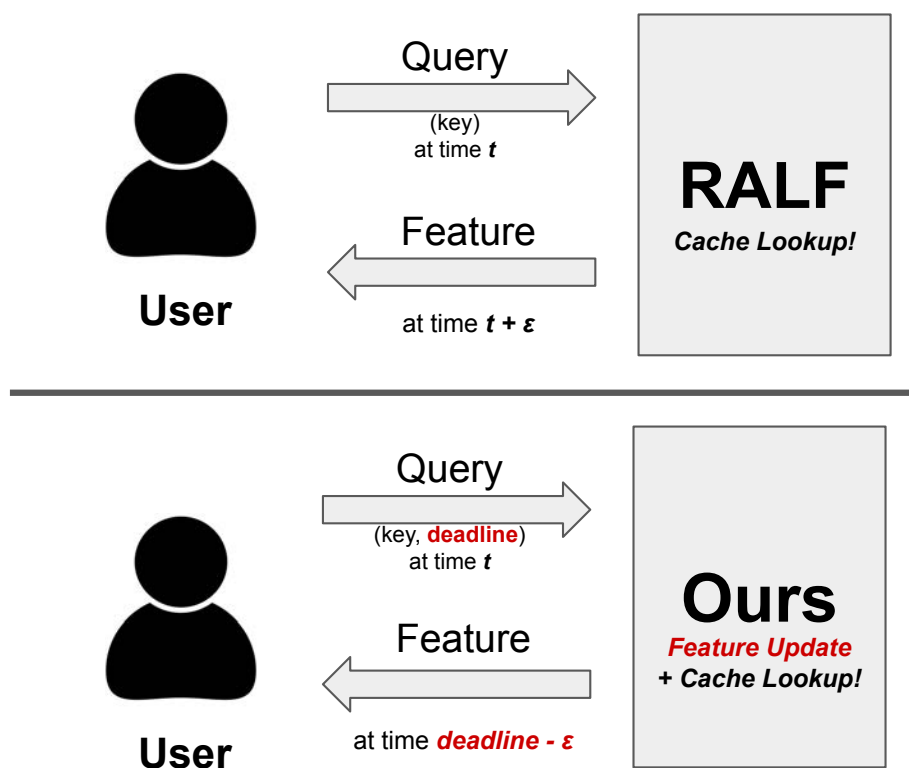 Query
(key)
at time t
RALF
Cache Lookup!
Feature
User
at time t + ε
Query
(key, deadline)
at time t
Ours
Feature Update
+ Cache Lookup!
Feature
User
at time deadline - ε